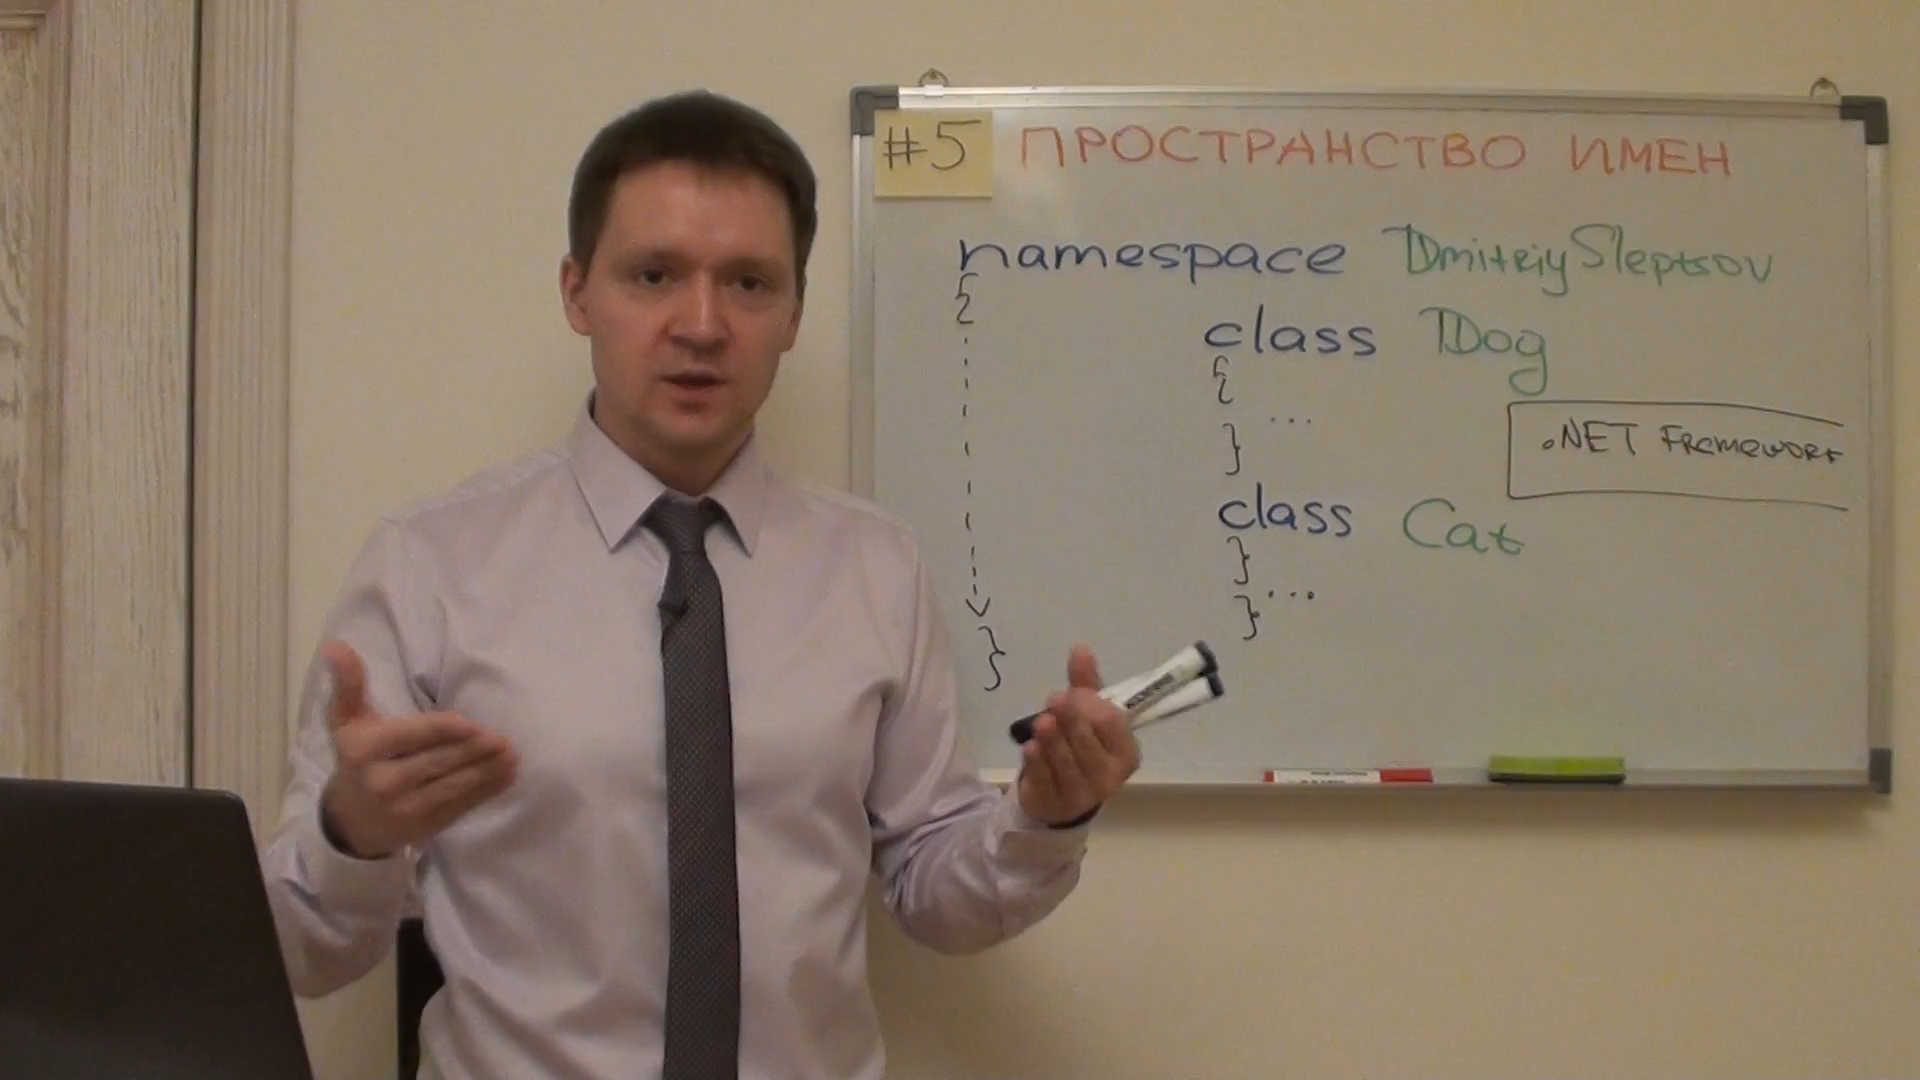 #5 ПРОСТРАНСТВО ИМЕН
namespace DmitriySleptsov
{
class Dog
{
...
}
.NET Framework
class Cat
}
...
}
}